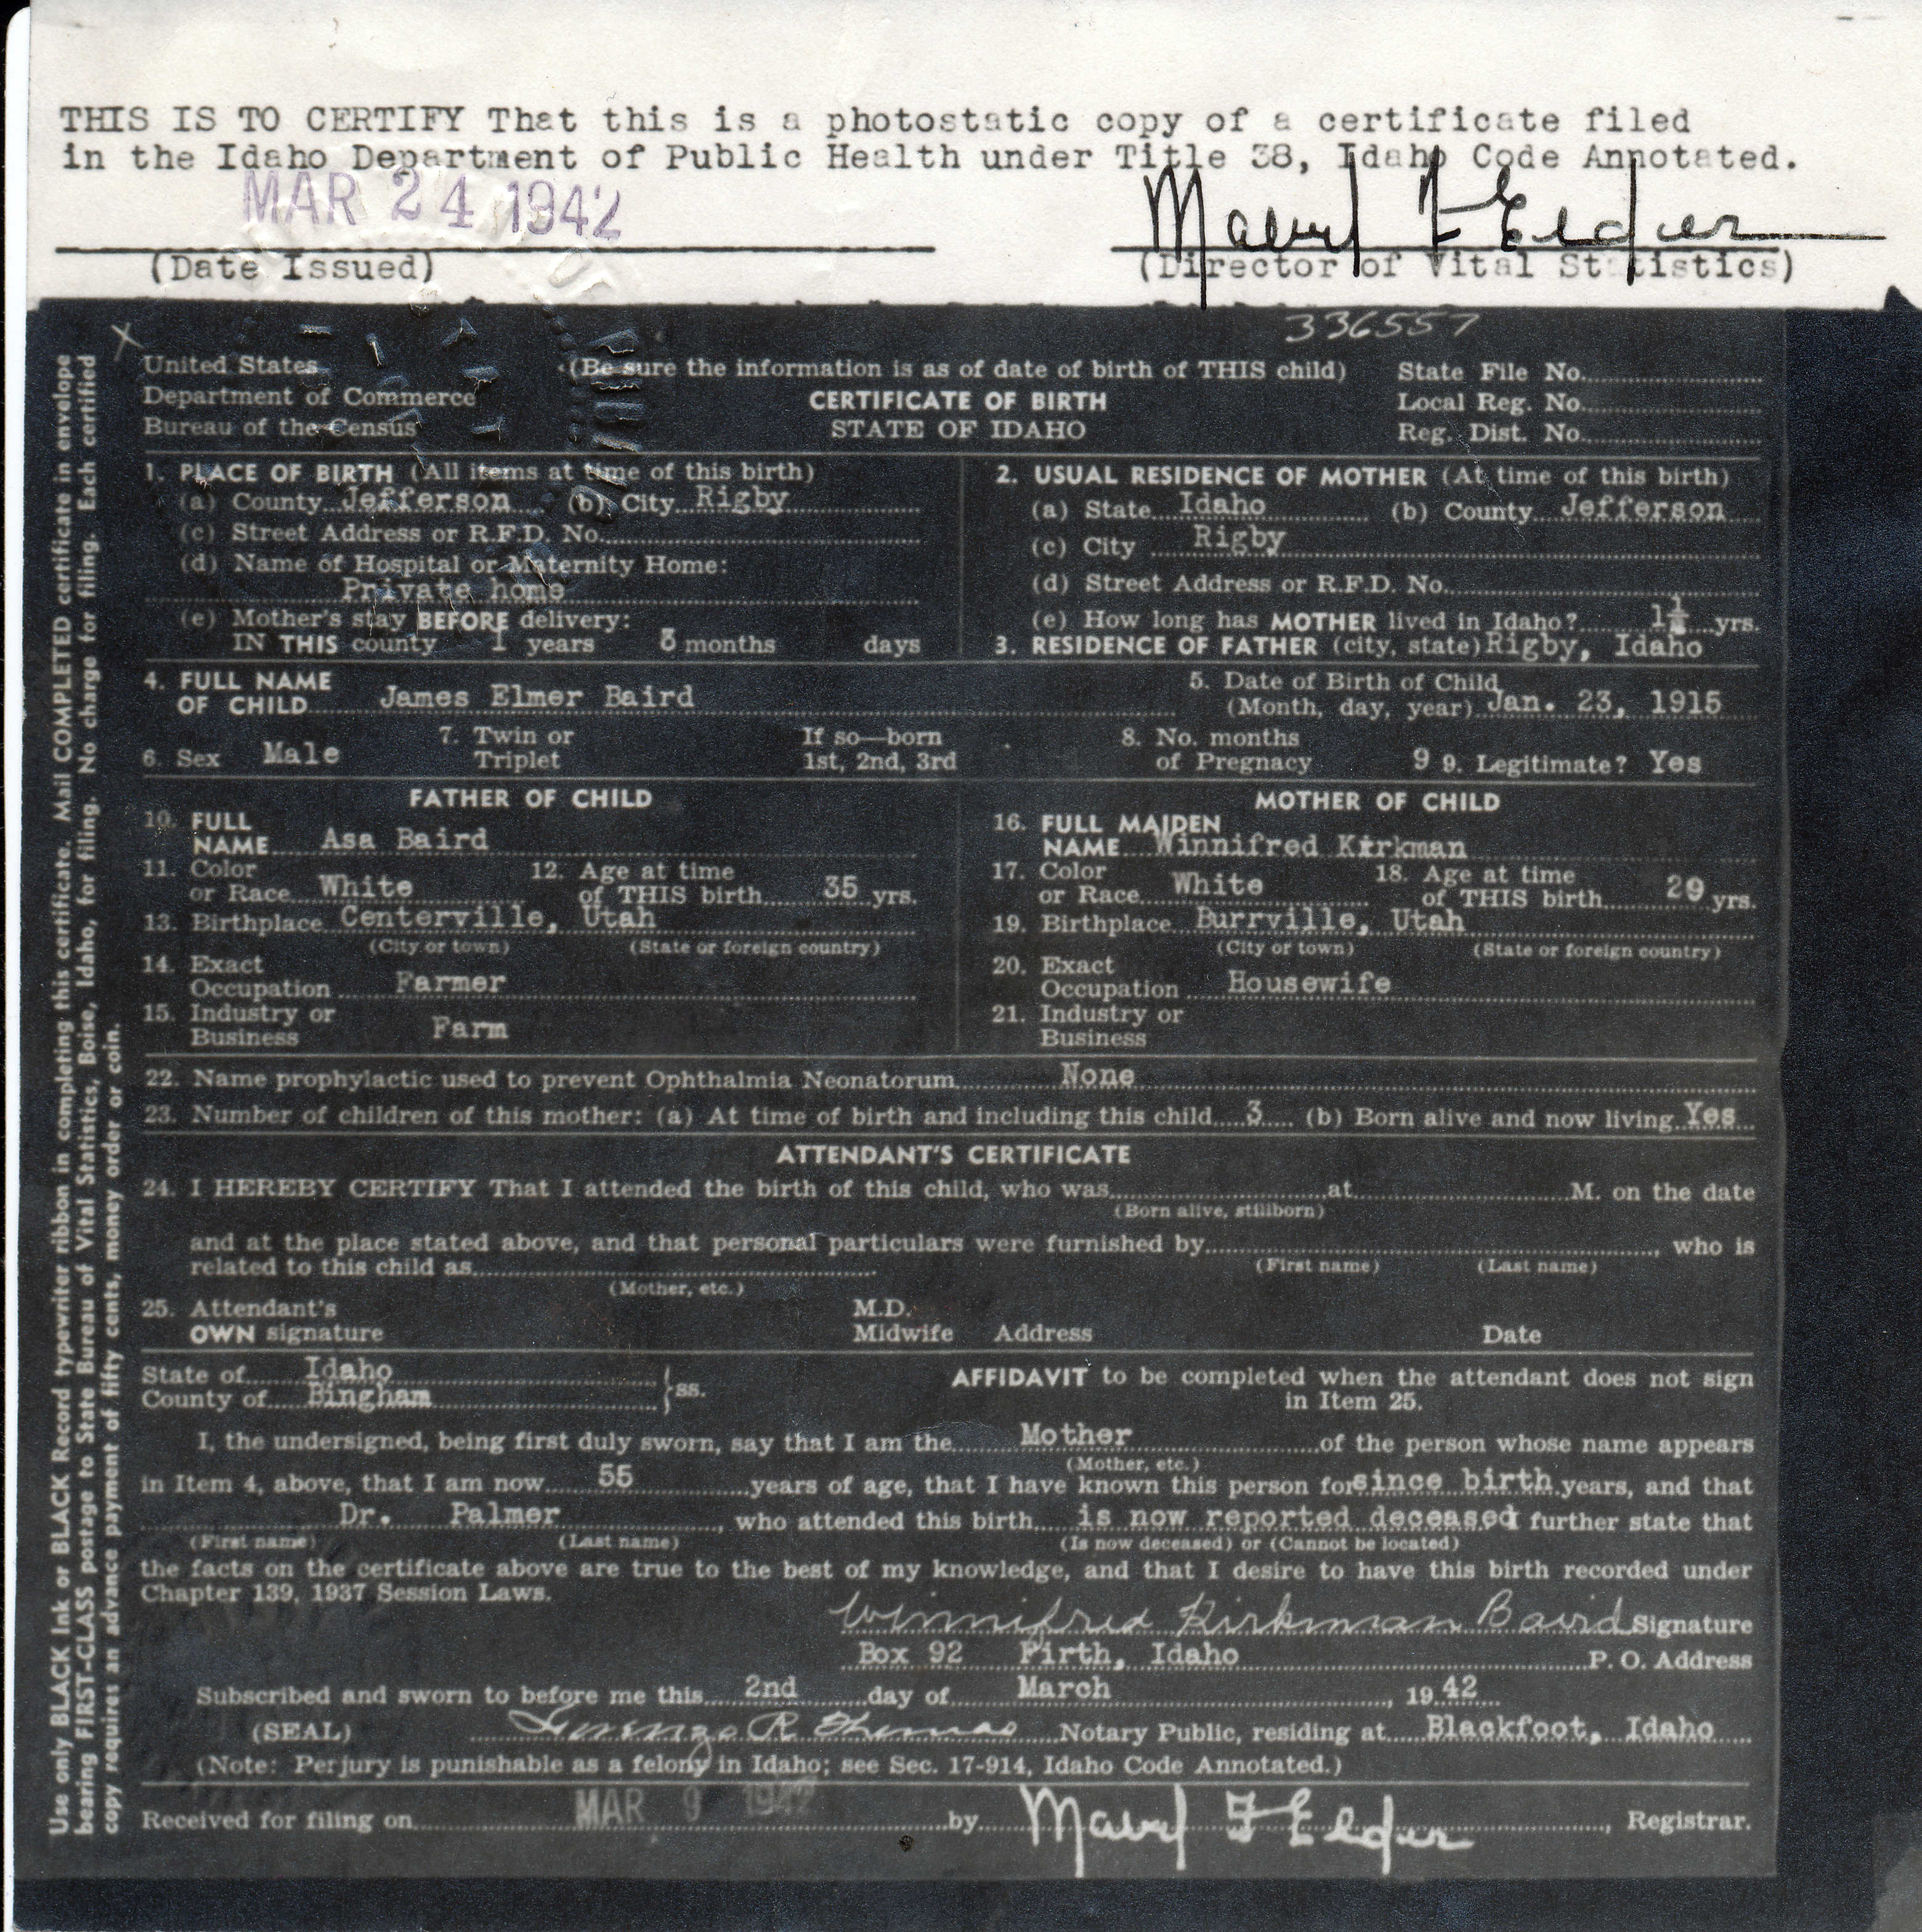 THIS IS TO CERTIFY That this is a photostatic copy of a certificate filed
in the Idaho Department of Public Health under Title 38, Idaho Code Annotated.
MAR 24 1942
Mabel F Elder
(Date Issued)
(Director of Vital Statistics)
336557
United States
Department of Commerce
Bureau of the Census
(Be sure the information is as of date of birth of THIS child)
CERTIFICATE OF BIRTH
STATE OF IDAHO
State File No.
Local Reg. No.
Reg. Dist. No.
1. PLACE OF BIRTH (All items at time of this birth)
(a) County Jefferson (b) City Rigby
(c) Street Address or R.F.D. No.
(d) Name of Hospital or Maternity Home:
Private home
(e) Mother's stay BEFORE delivery:
IN THIS county 1 years months days
2. USUAL RESIDENCE OF MOTHER (At time of this birth)
(a) State Idaho (b) County Jefferson
(c) City Rigby
(d) Street Address or R.F.D. No.
(e) How long has MOTHER lived in Idaho? yrs.
3. RESIDENCE OF FATHER (city, state) Rigby, Idaho
4. FULL NAME
OF CHILD James Elmer Baird
5. Date of Birth of Child
(Month, day, year) Jan. 23, 1915
6. Sex Male
7. Twin or
Triplet
If so—born
1st, 2nd, 3rd
8. No. months
of Pregnancy 9
9. Legitimate? Yes
FATHER OF CHILD
10. FULL
NAME Asa Baird
11. Color
or Race White
12. Age at time
of THIS birth 35 yrs.
13. Birthplace Centerville, Utah
(City or town) (State or foreign country)
14. Exact
Occupation Farmer
15. Industry or
Business Farm
MOTHER OF CHILD
16. FULL MAIDEN
NAME Winnifred Kirkman
17. Color
or Race White
18. Age at time
of THIS birth 29 yrs.
19. Birthplace Burrville, Utah
(City or town) (State or foreign country)
20. Exact
Occupation Housewife
21. Industry or
Business
22. Name prophylactic used to prevent Ophthalmia Neonatorum None
23. Number of children of this mother: (a) At time of birth and including this child 3 (b) Born alive and now living Yes
ATTENDANT'S CERTIFICATE
24. I HEREBY CERTIFY That I attended the birth of this child, who was at M. on the date
(Born alive, stillborn)
and at the place stated above, and that personal particulars were furnished by , who is
related to this child as
(First name) (Last name)
(Mother, etc.)
25. Attendant's
OWN signature
M.D.
Midwife Address Date
State of Idaho
County of Bingham
ss.
AFFIDAVIT to be completed when the attendant does not sign
in Item 25.
I, the undersigned, being first duly sworn, say that I am the Mother of the person whose name appears
(Mother, etc.)
in Item 4, above, that I am now 55 years of age, that I have known this person for since birth years, and that
Dr. Palmer , who attended this birth is now reported deceased further state that
(First name) (Last name) (Is now deceased) or (Cannot be located)
the facts on the certificate above are true to the best of my knowledge, and that I desire to have this birth recorded under
Chapter 139, 1937 Session Laws.
Winnifred Kirkman Baird Signature
Box 92 Firth, Idaho P. O. Address
Subscribed and sworn to before me this 2nd day of March , 19 42
(SEAL) Lorenzo R Thomas Notary Public, residing at Blackfoot, Idaho
(Note: Perjury is punishable as a felony in Idaho; see Sec. 17-914, Idaho Code Annotated.)
Received for filing on MAR 9 1942 by Mabel F Elder , Registrar.
Use only BLACK Ink or BLACK Record typewriter ribbon in completing this certificate. Mail COMPLETED certificate in envelope
bearing FIRST-CLASS postage to State Bureau of Vital Statistics, Boise, Idaho, for filing. No charge for filing. Each certified
copy requires an advance payment of fifty cents, money order or coin.